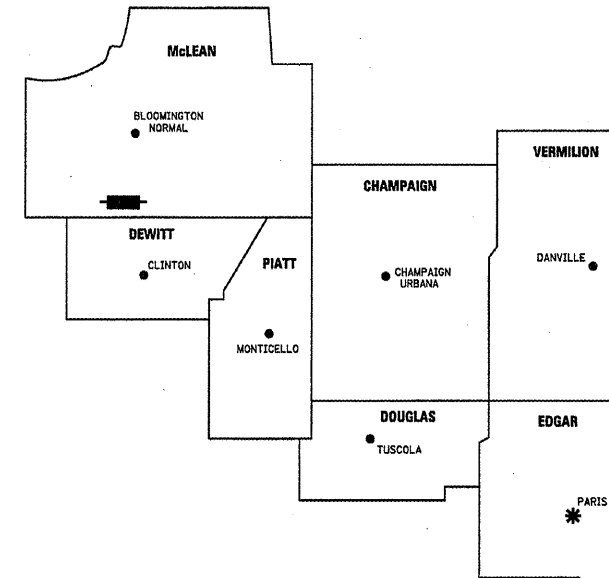 McLEAN
BLOOMINGTON
NORMAL
VERMILION
CHAMPAIGN
DEWITT
CLINTON
PIATT
CHAMPAIGN
URBANA
DANVILLE
MONTICELLO
DOUGLAS
TUSCOLA
EDGAR
PARIS